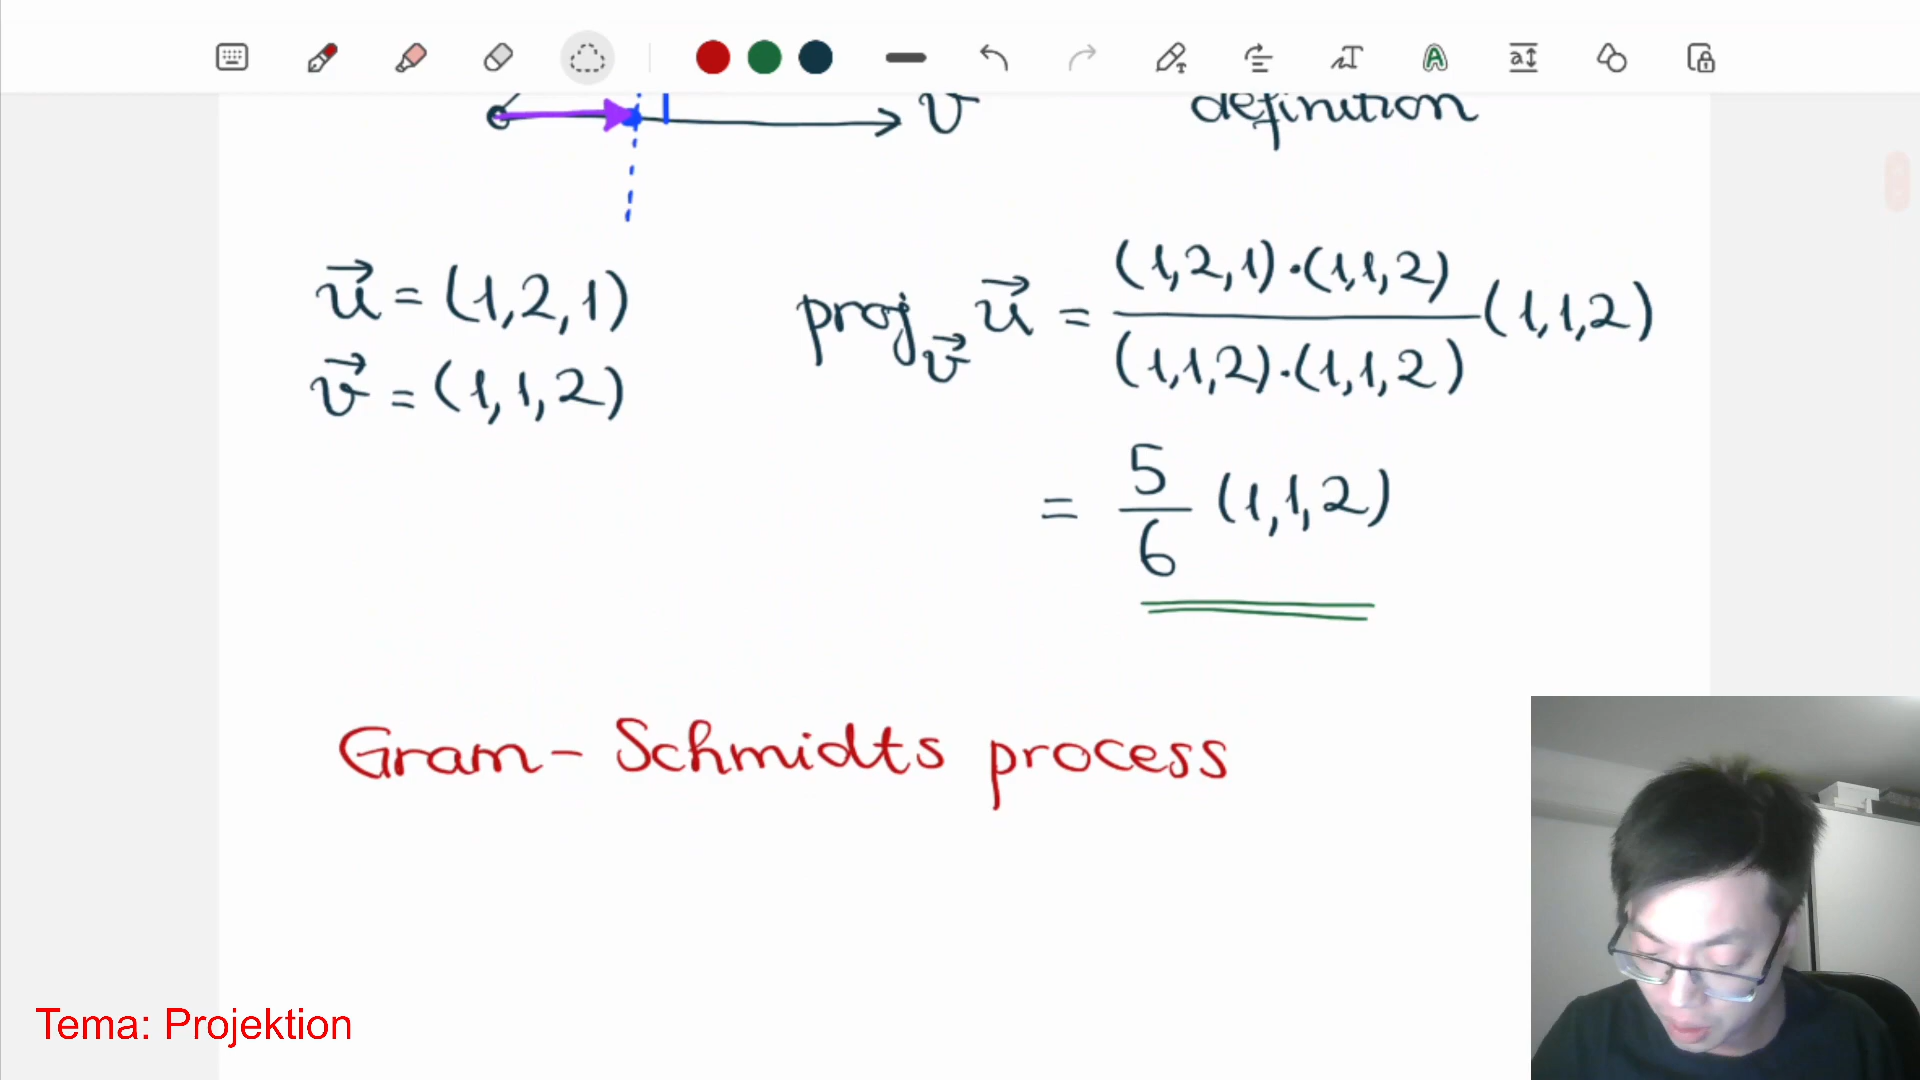 v definition
u⃗ = (1,2,1)
v⃗ = (1,1,2)
proj_v⃗ u⃗ = (1,2,1)·(1,1,2) / (1,1,2)·(1,1,2) (1,1,2)
= 5/6 (1,1,2)
Gram-Schmidts process
Tema: Projektion